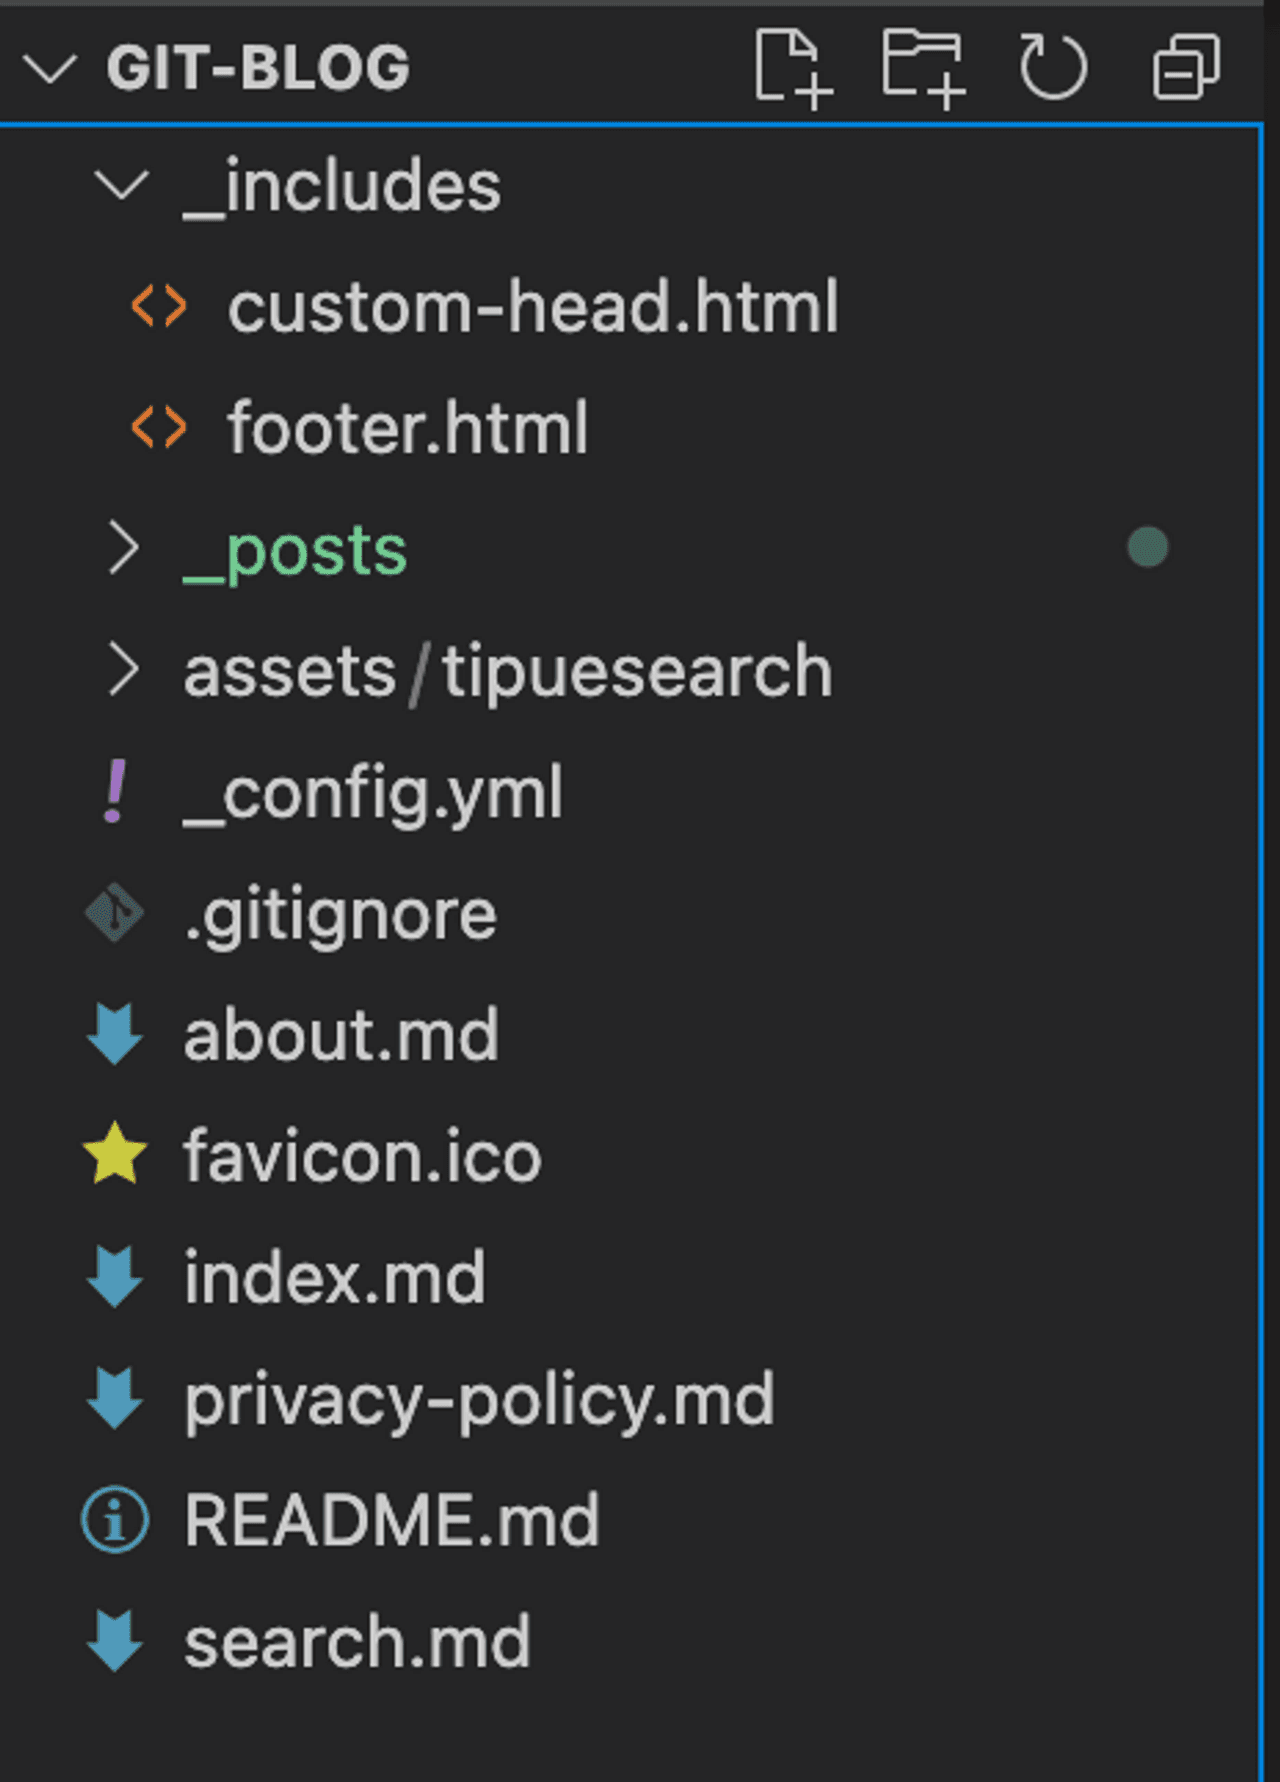 GIT-BLOG
_includes
custom-head.html
footer.html
_posts
assets/tipuesearch
_config.yml
.gitignore
about.md
favicon.ico
index.md
privacy-policy.md
README.md
search.md